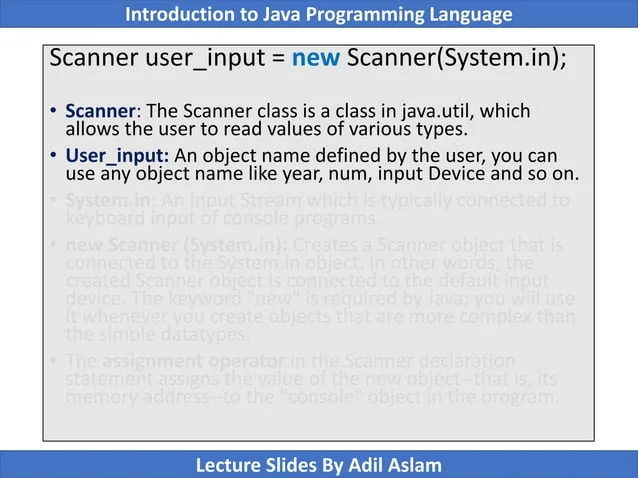 Introduction to Java Programming Language
Scanner user_input = new Scanner(System.in);
• Scanner: The Scanner class is a class in java.util, which
allows the user to read values of various types.
• User_input: An object name defined by the user, you can
use any object name like year, num, input Device and so on.
• System.in: An Input Stream which is typically connected to
keyboard input of console programs.
• new Scanner (System.in): Creates a Scanner object that is
connected to the System.in object. In other words, the
created Scanner object is connected to the default input
device. The keyword "new" is required by Java; you will use
it whenever you create objects that are more complex than
the simple datatypes.
• The assignment operator in the Scanner declaration
statement assigns the value of the new object--that is, its
memory address--to the "console" object in the program.
Lecture Slides By Adil Aslam